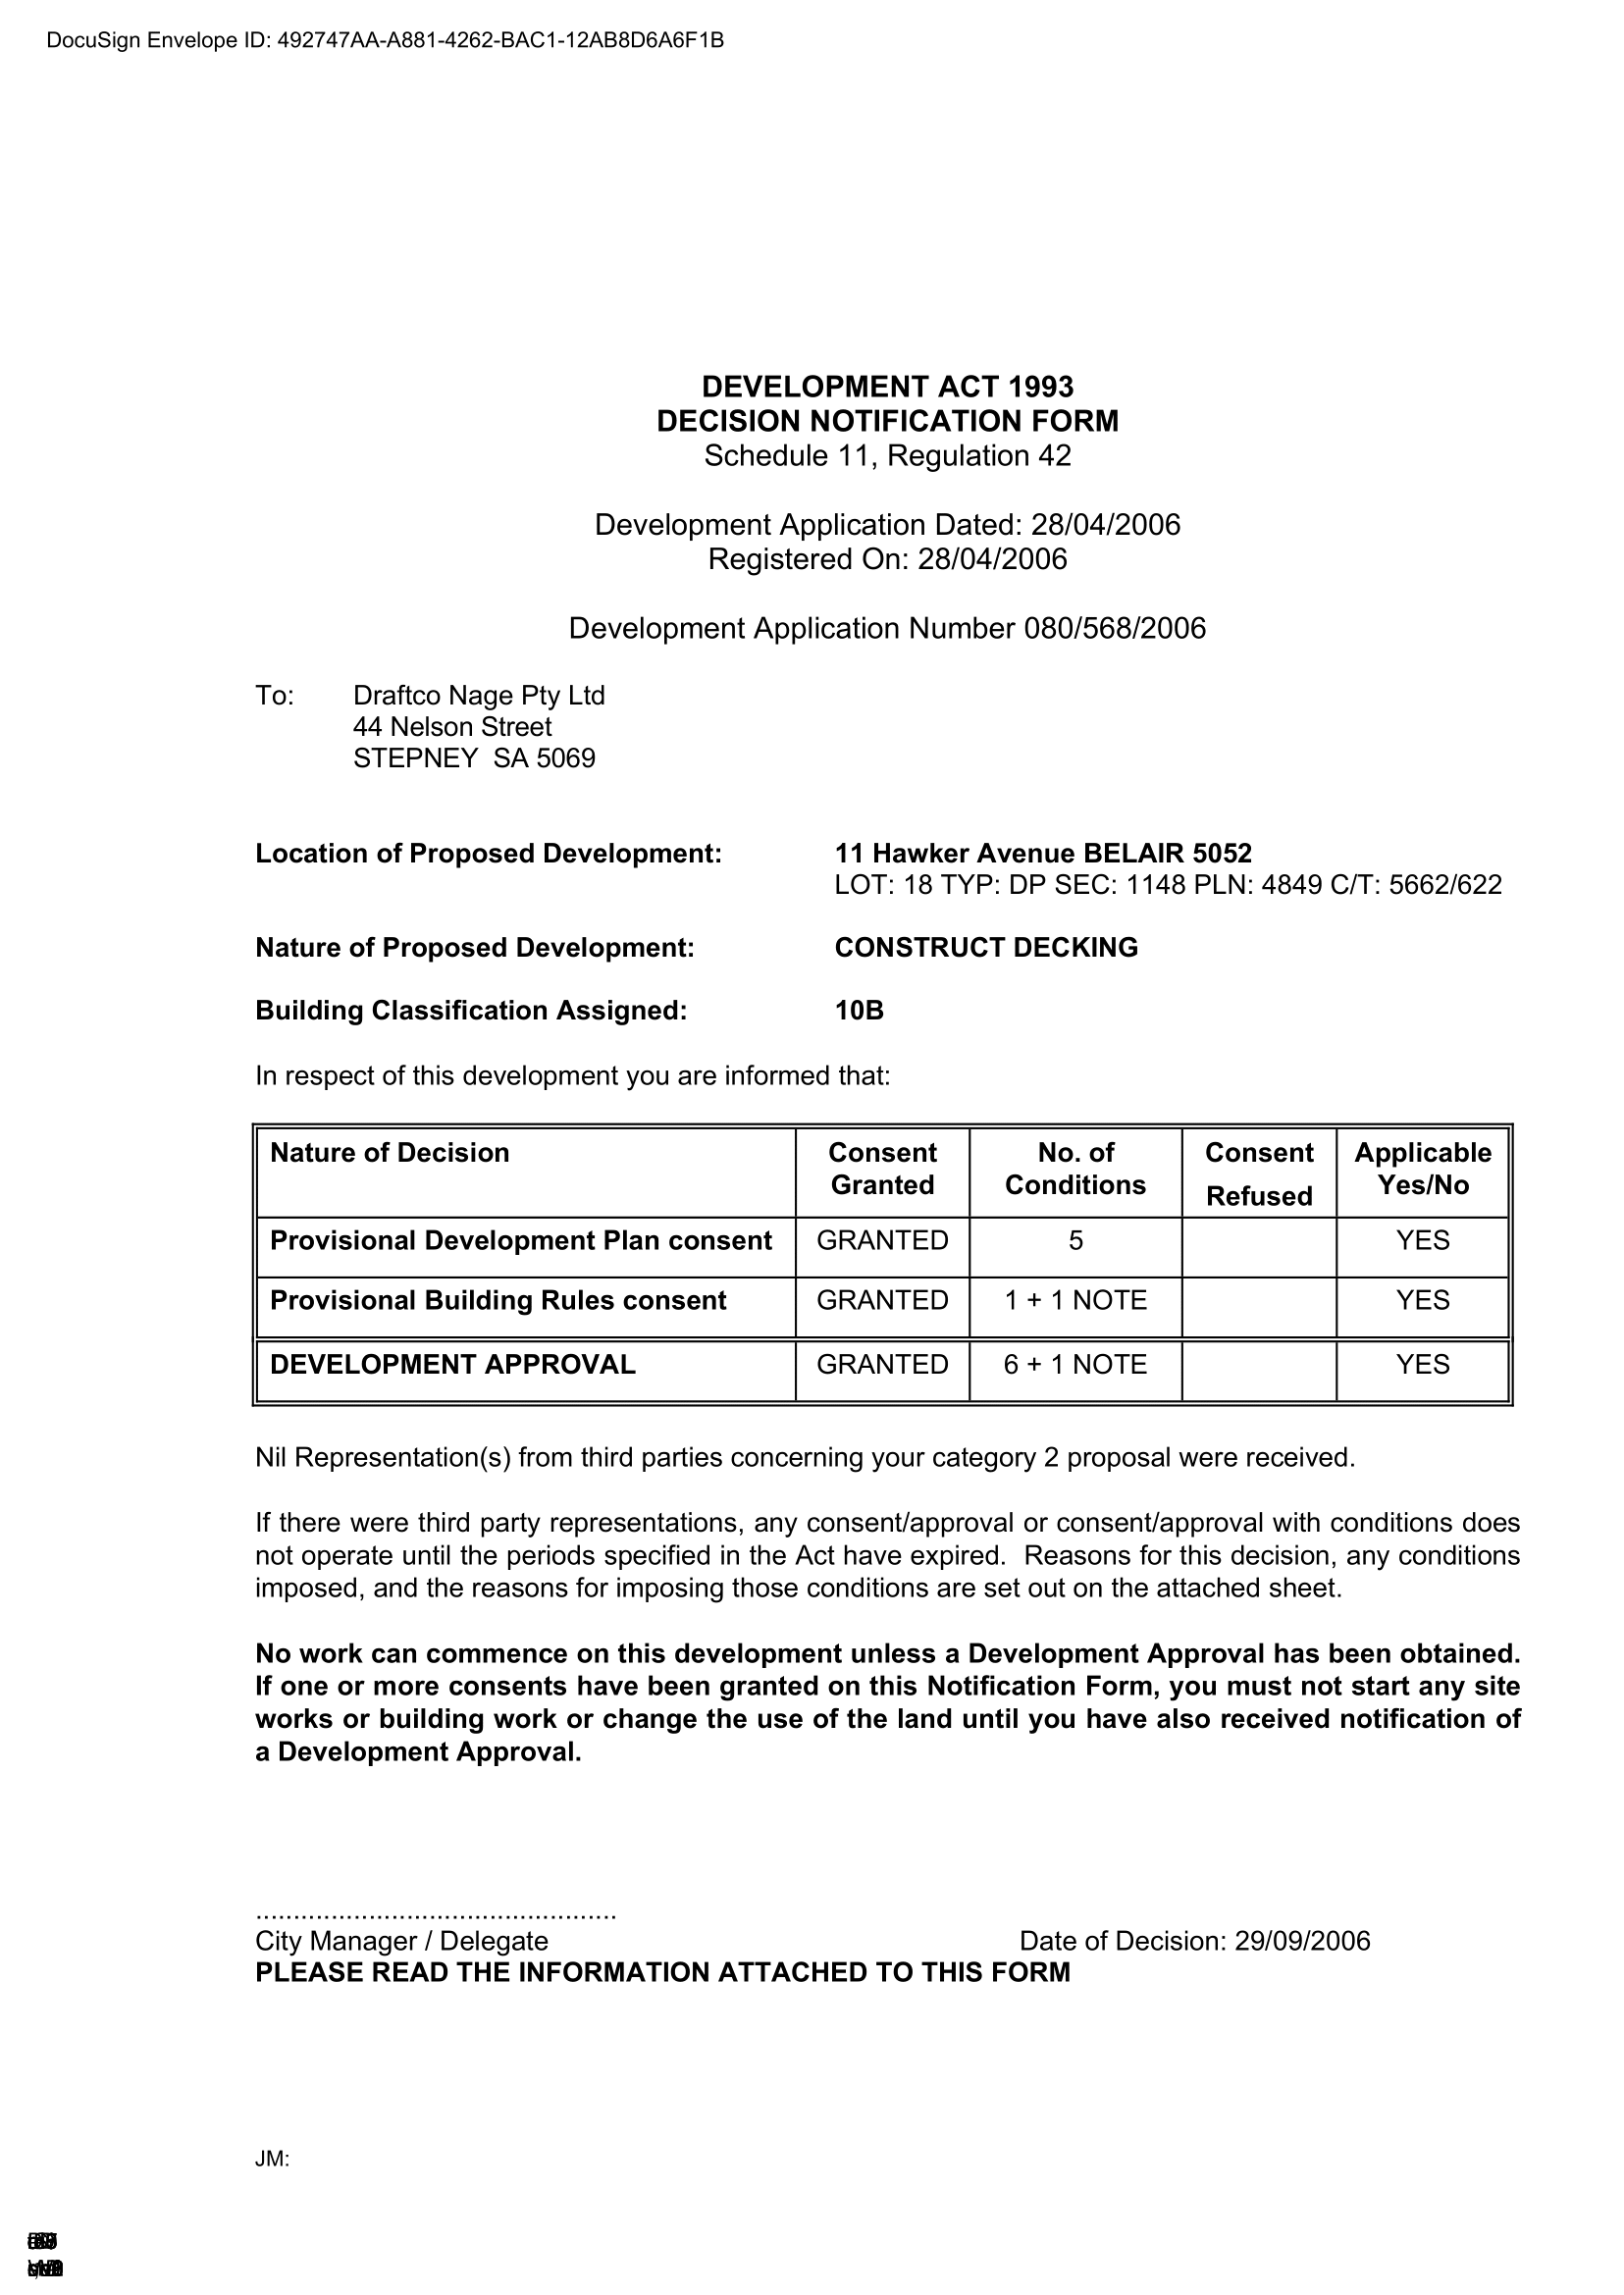 DocuSign Envelope ID: 492747AA-A881-4262-BAC1-12AB8D6A6F1B
DEVELOPMENT ACT 1993
DECISION NOTIFICATION FORM
Schedule 11, Regulation 42
Development Application Dated: 28/04/2006
Registered On: 28/04/2006
Development Application Number 080/568/2006
To: Draftco Nage Pty Ltd
44 Nelson Street
STEPNEY SA 5069
Location of Proposed Development: 11 Hawker Avenue BELAIR 5052
LOT: 18 TYP: DP SEC: 1148 PLN: 4849 C/T: 5662/622
Nature of Proposed Development: CONSTRUCT DECKING
Building Classification Assigned: 10B
In respect of this development you are informed that:
Nature of Decision Consent Granted No. of Conditions Consent Refused Applicable Yes/No
Provisional Development Plan consent GRANTED 5 YES
Provisional Building Rules consent GRANTED 1 + 1 NOTE YES
DEVELOPMENT APPROVAL GRANTED 6 + 1 NOTE YES
Nil Representation(s) from third parties concerning your category 2 proposal were received.
If there were third party representations, any consent/approval or consent/approval with conditions does
not operate until the periods specified in the Act have expired. Reasons for this decision, any conditions
imposed, and the reasons for imposing those conditions are set out on the attached sheet.
No work can commence on this development unless a Development Approval has been obtained.
If one or more consents have been granted on this Notification Form, you must not start any site
works or building work or change the use of the land until you have also received notification of
a Development Approval.
................................................
City Manager / Delegate Date of Decision: 29/09/2006
PLEASE READ THE INFORMATION ATTACHED TO THIS FORM
JM: